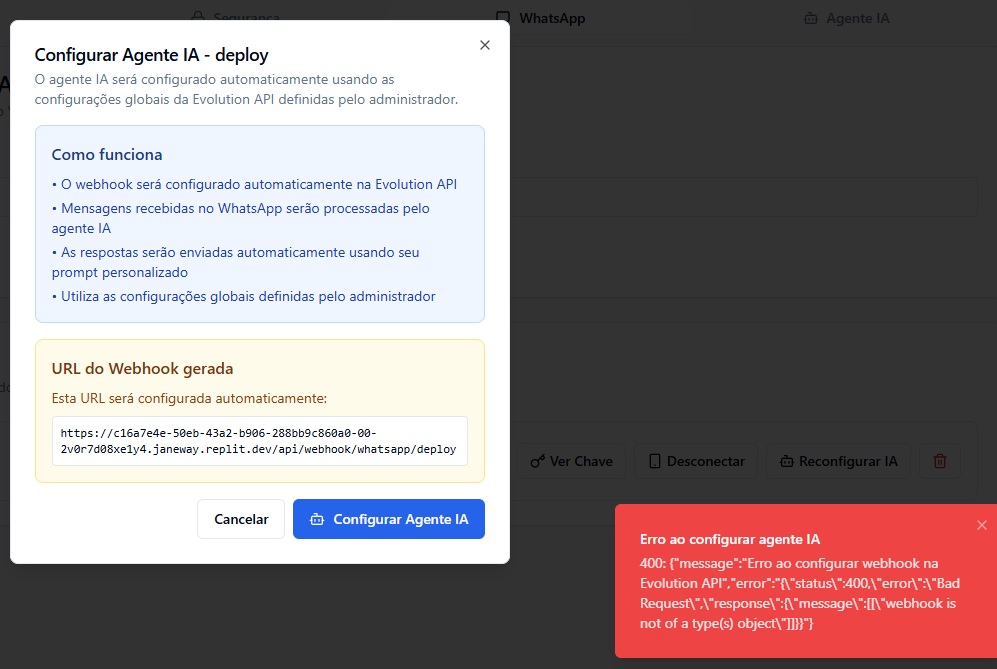 Segurança
WhatsApp
Agente IA
Configurar Agente IA - deploy
O agente IA será configurado automaticamente usando as
configurações globais da Evolution API definidas pelo administrador.
Como funciona
• O webhook será configurado automaticamente na Evolution API
• Mensagens recebidas no WhatsApp serão processadas pelo
agente IA
• As respostas serão enviadas automaticamente usando seu
prompt personalizado
• Utiliza as configurações globais definidas pelo administrador
URL do Webhook gerada
Esta URL será configurada automaticamente:
https://c16a7e4e-50eb-43a2-b906-288bb9c860a0-00-
2v0r7d08xe1y4.janeway.replit.dev/api/webhook/whatsapp/deploy
Ver Chave
Desconectar
Reconfigurar IA
Cancelar
Configurar Agente IA
Erro ao configurar agente IA
400: {"message":"Erro ao configurar webhook na
Evolution API","error":"{\"status\":400,\"error\":\"Bad
Request\",\"response\":{\"message\":[[\"webhook is
not of a type(s) object\"]]}}"}